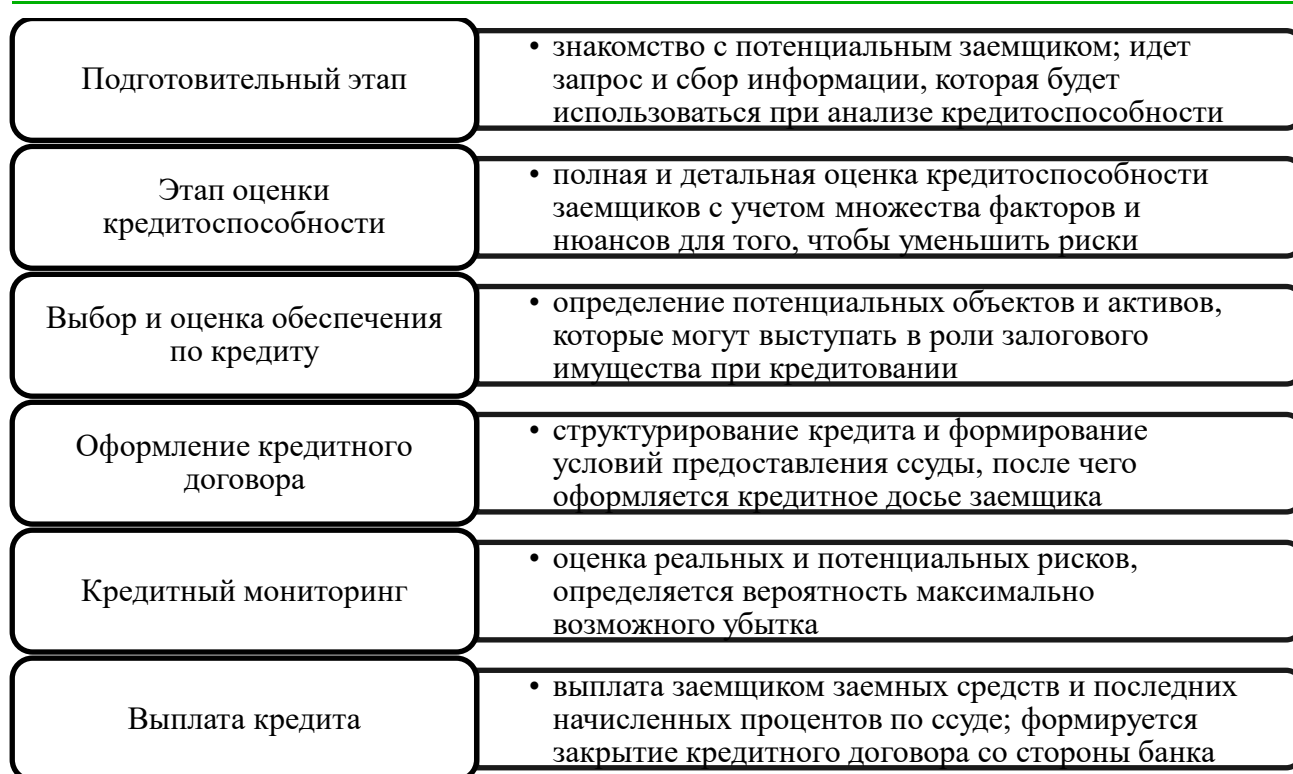 Подготовительный этап
• знакомство с потенциальным заемщиком; идет
запрос и сбор информации, которая будет
использоваться при анализе кредитоспособности
Этап оценки
кредитоспособности
• полная и детальная оценка кредитоспособности
заемщиков с учетом множества факторов и
нюансов для того, чтобы уменьшить риски
Выбор и оценка обеспечения
по кредиту
• определение потенциальных объектов и активов,
которые могут выступать в роли залогового
имущества при кредитовании
Оформление кредитного
договора
• структурирование кредита и формирование
условий предоставления ссуды, после чего
оформляется кредитное досье заемщика
Кредитный мониторинг
• оценка реальных и потенциальных рисков,
определяется вероятность максимально
возможного убытка
Выплата кредита
• выплата заемщиком заемных средств и последних
начисленных процентов по ссуде; формируется
закрытие кредитного договора со стороны банка